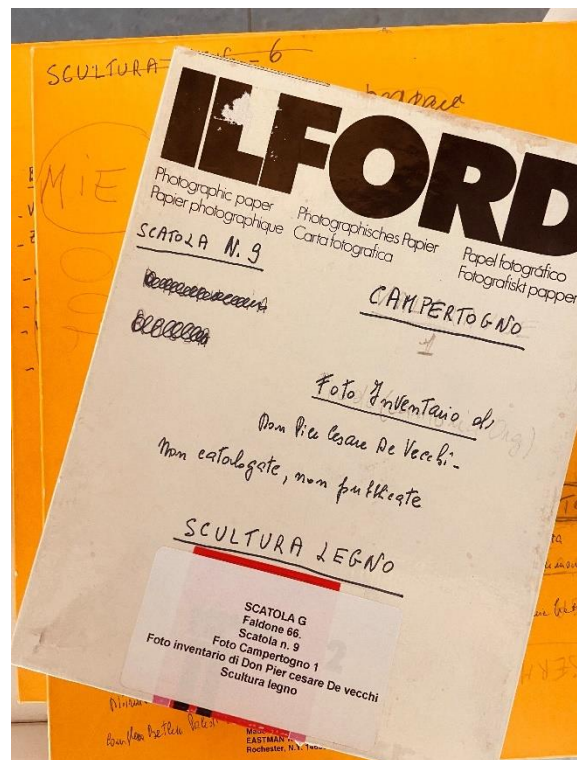 SCULTURA
6
MIE
ILFORD
Photographic paper
Papier photographique
Photographisches Papier
Carta fotografica
Papel fotográfico
Fotografiskt papper
SCATOLA N. 9
CAMPERTOGNO
1
Foto Inventario di
Don Pier Cesare De Vecchi-
Non catalogate, non pubblicate
SCULTURA LEGNO
SCATOLA G
Faldone 66.
Scatola n. 9
Foto Campertogno 1
Foto inventario di Don Pier cesare De vecchi
Scultura legno
2
EASTMAN
Rochester, N.Y.